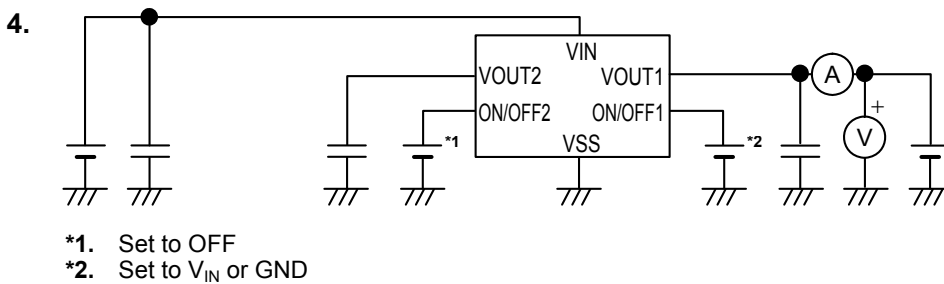 4.
VIN
VOUT2 VOUT1
ON/OFF2 ON/OFF1
*1 *2
VSS
A
+
V
*1. Set to OFF
*2. Set to VIN or GND